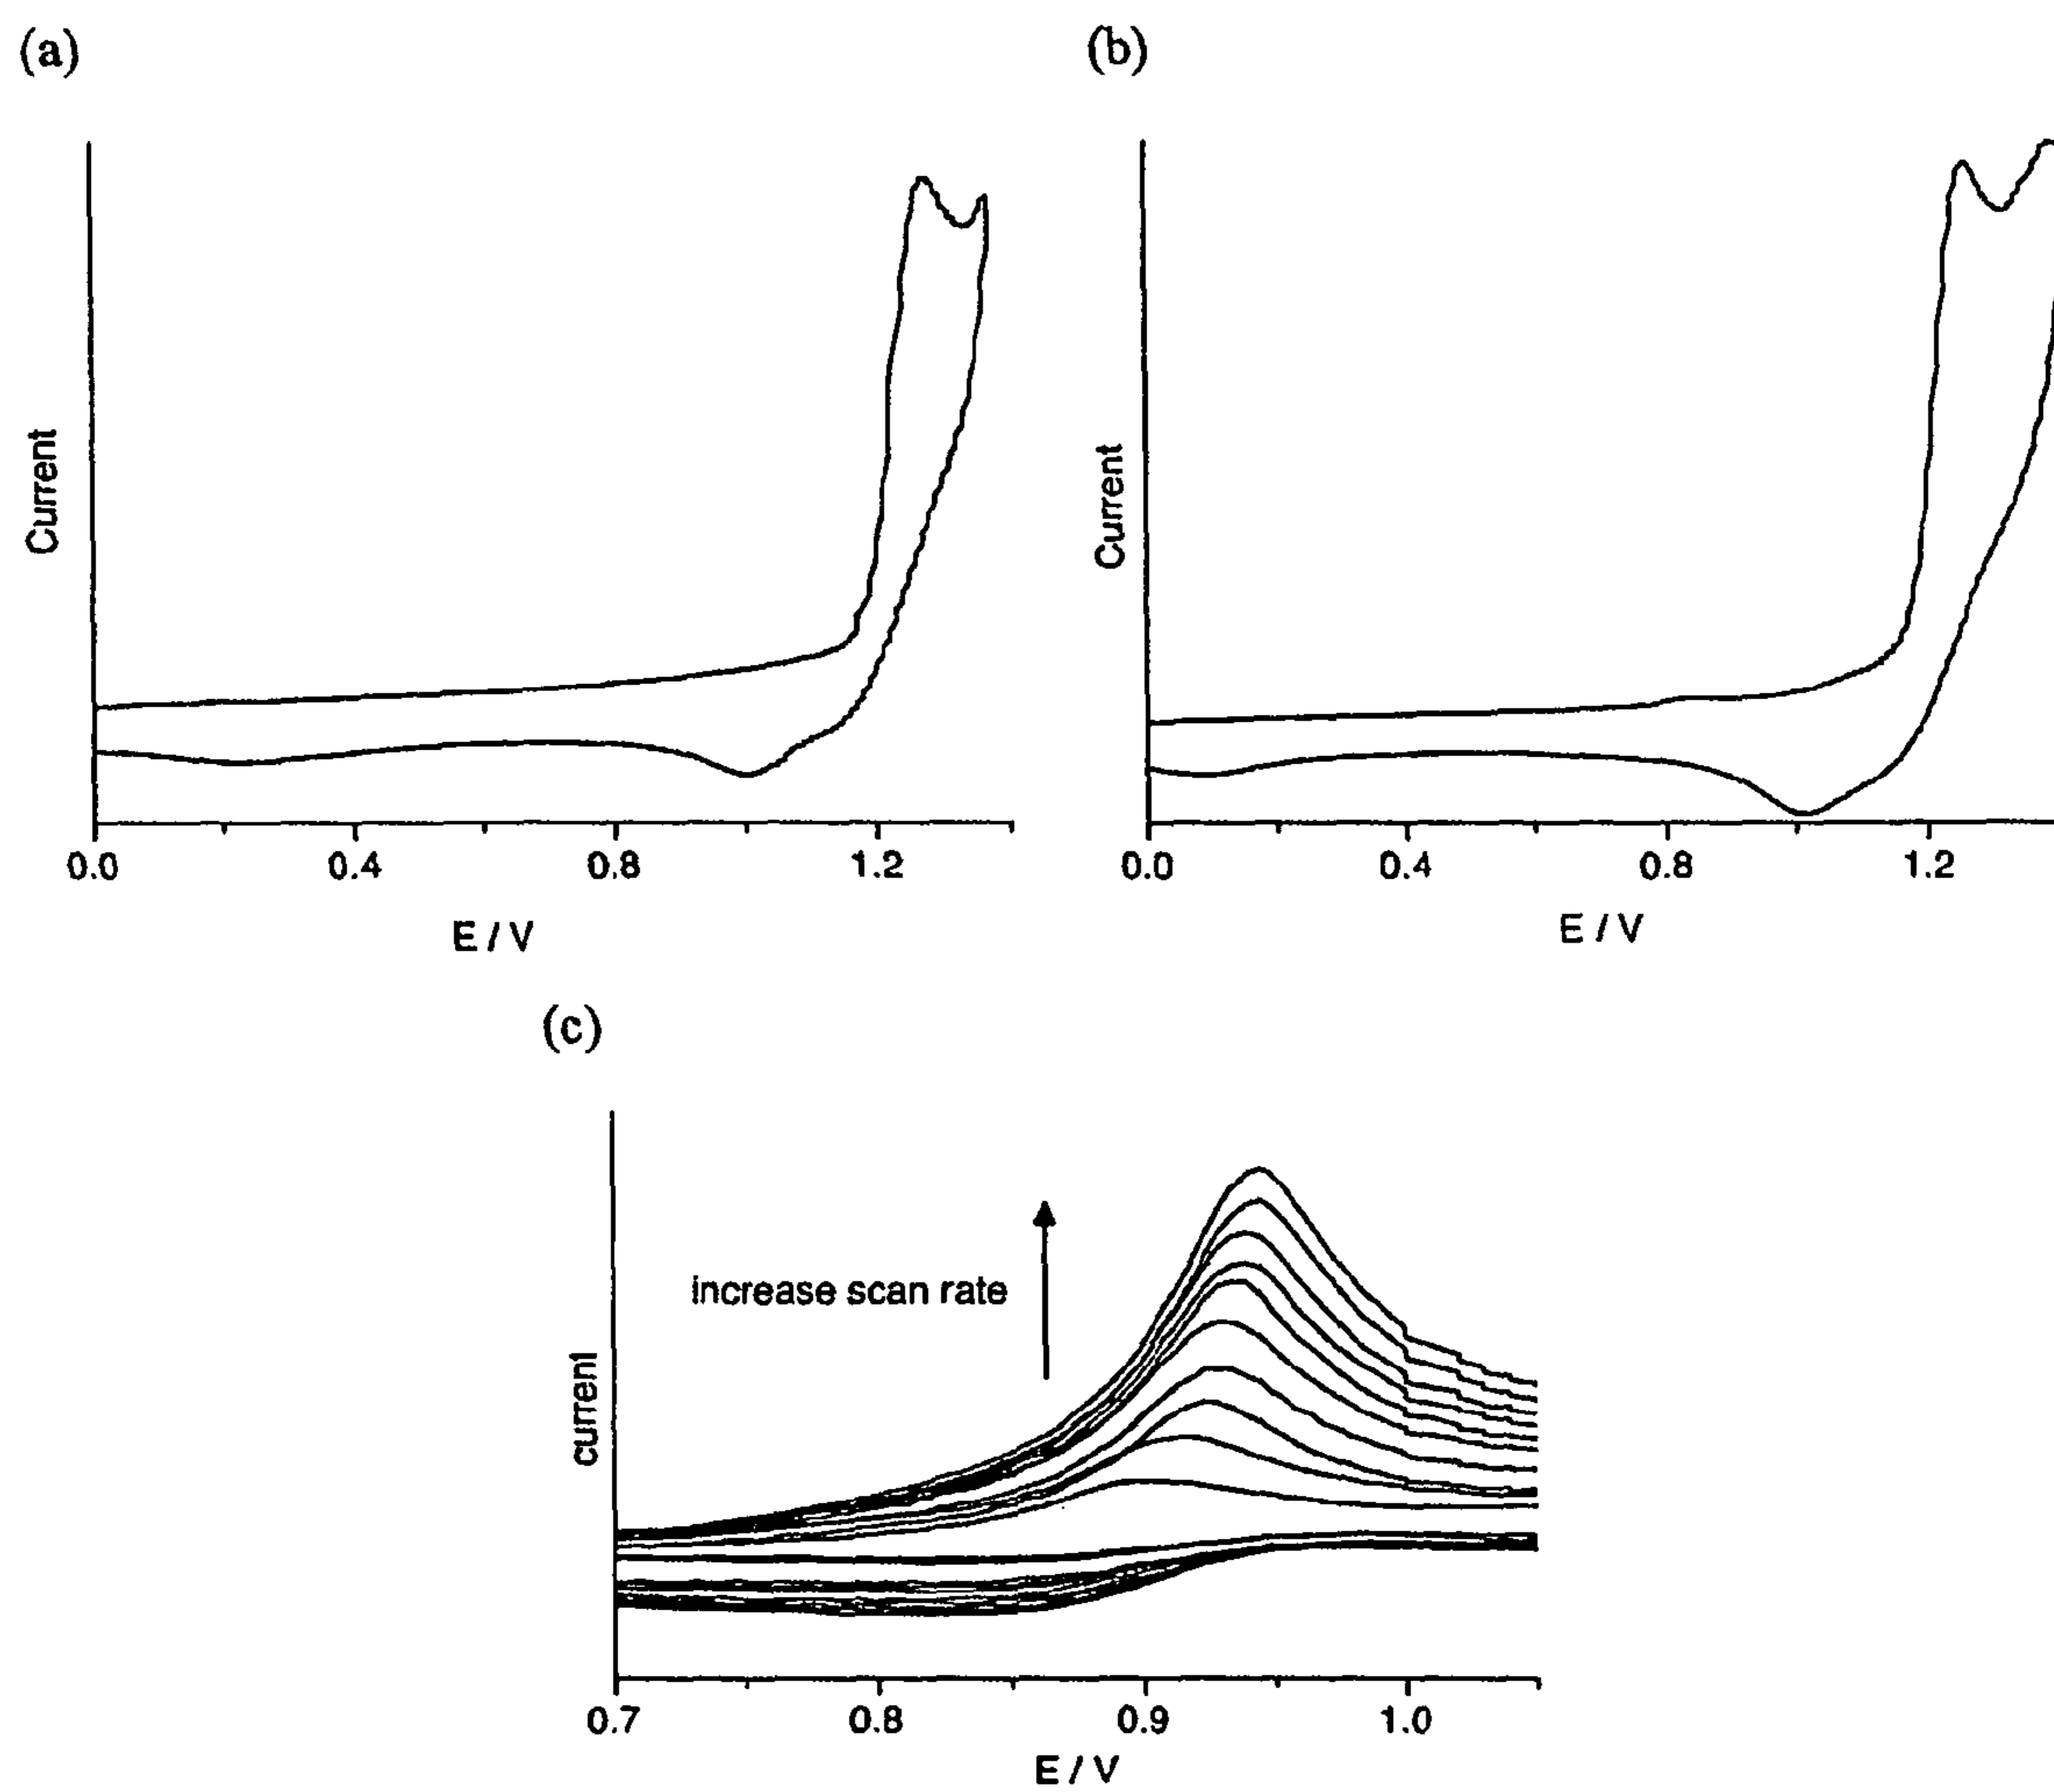 (a)
Current
0.0 0.4 0.8 1.2
E / V
(b)
Current
0.0 0.4 0.8 1.2
E / V
(c)
increase scan rate
current
0.7 0.8 0.9 1.0
E / V